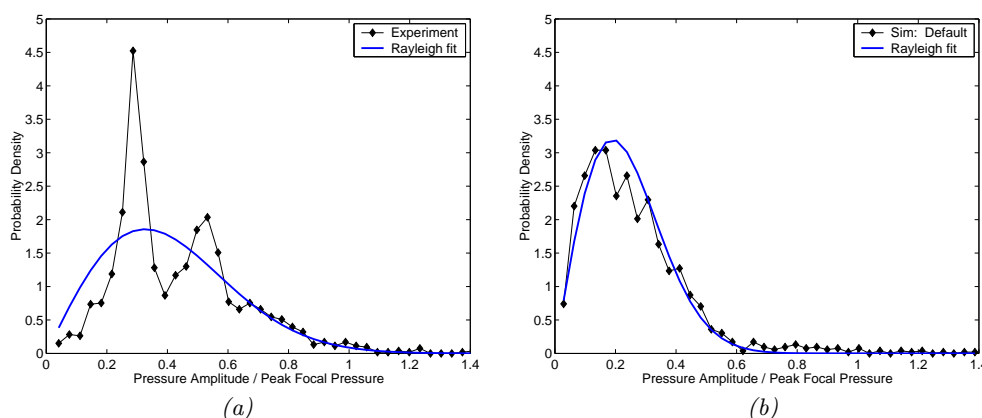 5
4.5
4
3.5
3
2.5
2
1.5
1
0.5
0
Probability Density
Experiment
Rayleigh fit
0 0.2 0.4 0.6 0.8 1 1.2 1.4
Pressure Amplitude / Peak Focal Pressure
(a)
5
4.5
4
3.5
3
2.5
2
1.5
1
0.5
0
Probability Density
Sim: Default
Rayleigh fit
0 0.2 0.4 0.6 0.8 1 1.2 1.4
Pressure Amplitude / Peak Focal Pressure
(b)